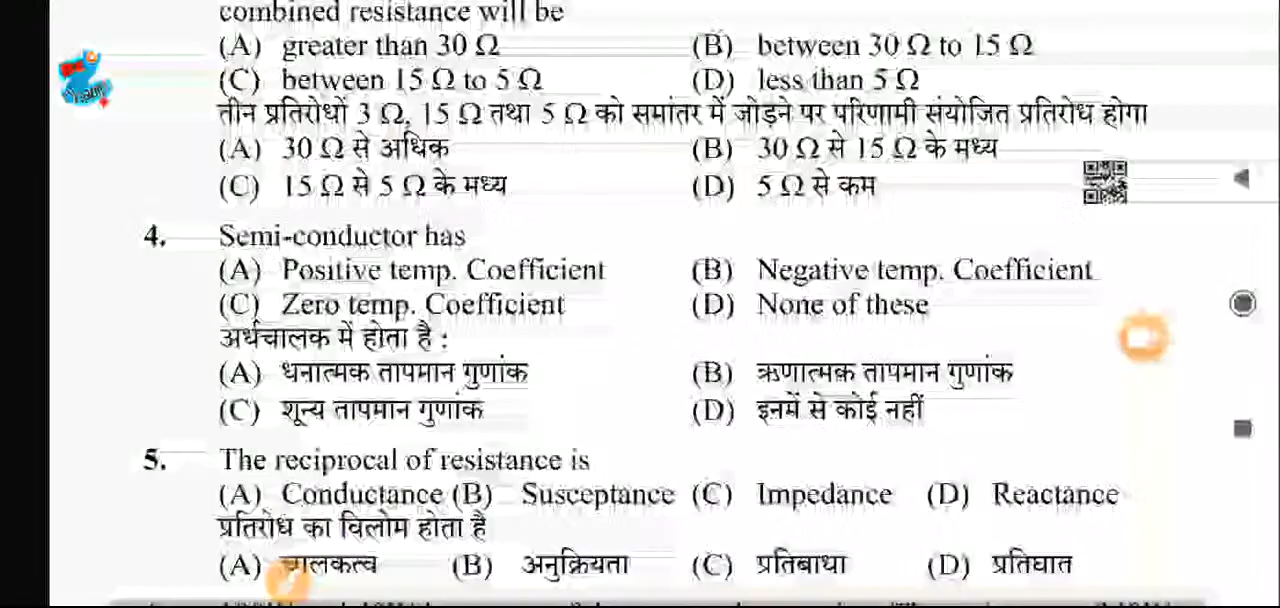 combined resistance will be
(A) greater than 30 Ω (B) between 30 Ω to 15 Ω
(C) between 15 Ω to 5 Ω (D) less than 5 Ω
तीन प्रतिरोधों 3 Ω, 15 Ω तथा 5 Ω को समांतर में जोड़ने पर परिणामी संयोजित प्रतिरोध होगा
(A) 30 Ω से अधिक (B) 30 Ω से 15 Ω के मध्य
(C) 15 Ω से 5 Ω के मध्य (D) 5 Ω से कम
4. Semi-conductor has
(A) Positive temp. Coefficient (B) Negative temp. Coefficient
(C) Zero temp. Coefficient (D) None of these
अर्धचालक में होता है :
(A) धनात्मक तापमान गुणांक (B) ऋणात्मक तापमान गुणांक
(C) शून्य तापमान गुणांक (D) इनमें से कोई नहीं
5. The reciprocal of resistance is
(A) Conductance (B) Susceptance (C) Impedance (D) Reactance
प्रतिरोध का विलोम होता है
(A) चालकत्व (B) अनुक्रियता (C) प्रतिबाधा (D) प्रतिघात